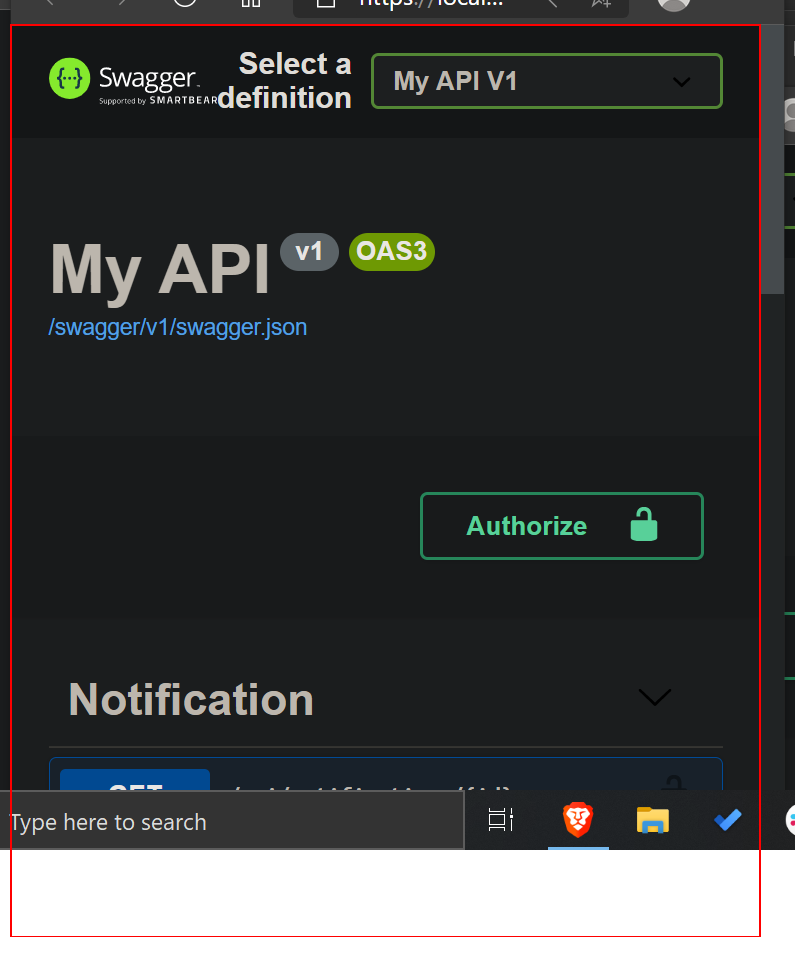 https://local...
Swagger
Supported by SMARTBEAR
Select a
definition
My API V1
My API
v1
OAS3
/swagger/v1/swagger.json
Authorize
Notification
GET
Type here to search